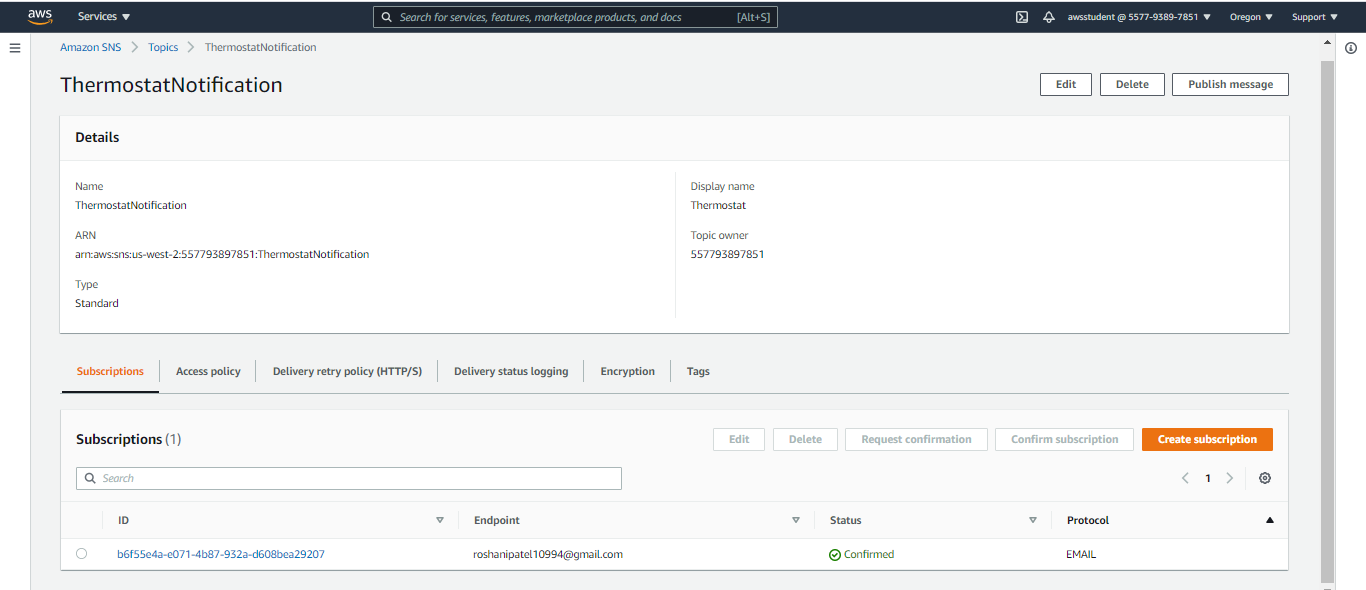 aws Services Search for services, features, marketplace products, and docs [Alt+S] awsstudent @ 5577-9389-7851 Oregon Support
Amazon SNS Topics ThermostatNotification
ThermostatNotification Edit Delete Publish message
Details
Name Display name
ThermostatNotification Thermostat
ARN Topic owner
arn:aws:sns:us-west-2:557793897851:ThermostatNotification 557793897851
Type
Standard
Subscriptions Access policy Delivery retry policy (HTTP/S) Delivery status logging Encryption Tags
Subscriptions (1) Edit Delete Request confirmation Confirm subscription Create subscription
Search 1
ID Endpoint Status Protocol
b6f55e4a-e071-4b87-932a-d608bea29207 roshanipatel10994@gmail.com Confirmed EMAIL